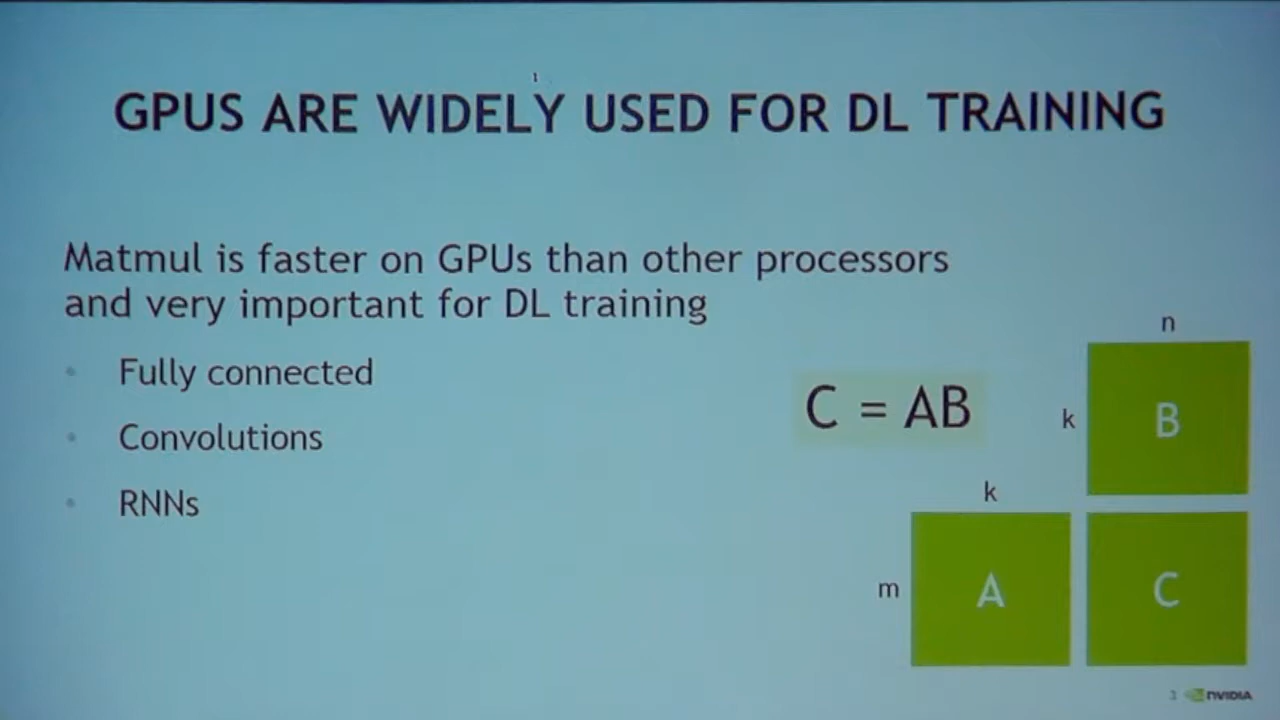 GPUS ARE WIDELY USED FOR DL TRAINING
Matmul is faster on GPUs than other processors
and very important for DL training
• Fully connected
• Convolutions
• RNNs
C = AB
n
k
B
k
m
A
C
3 NVIDIA